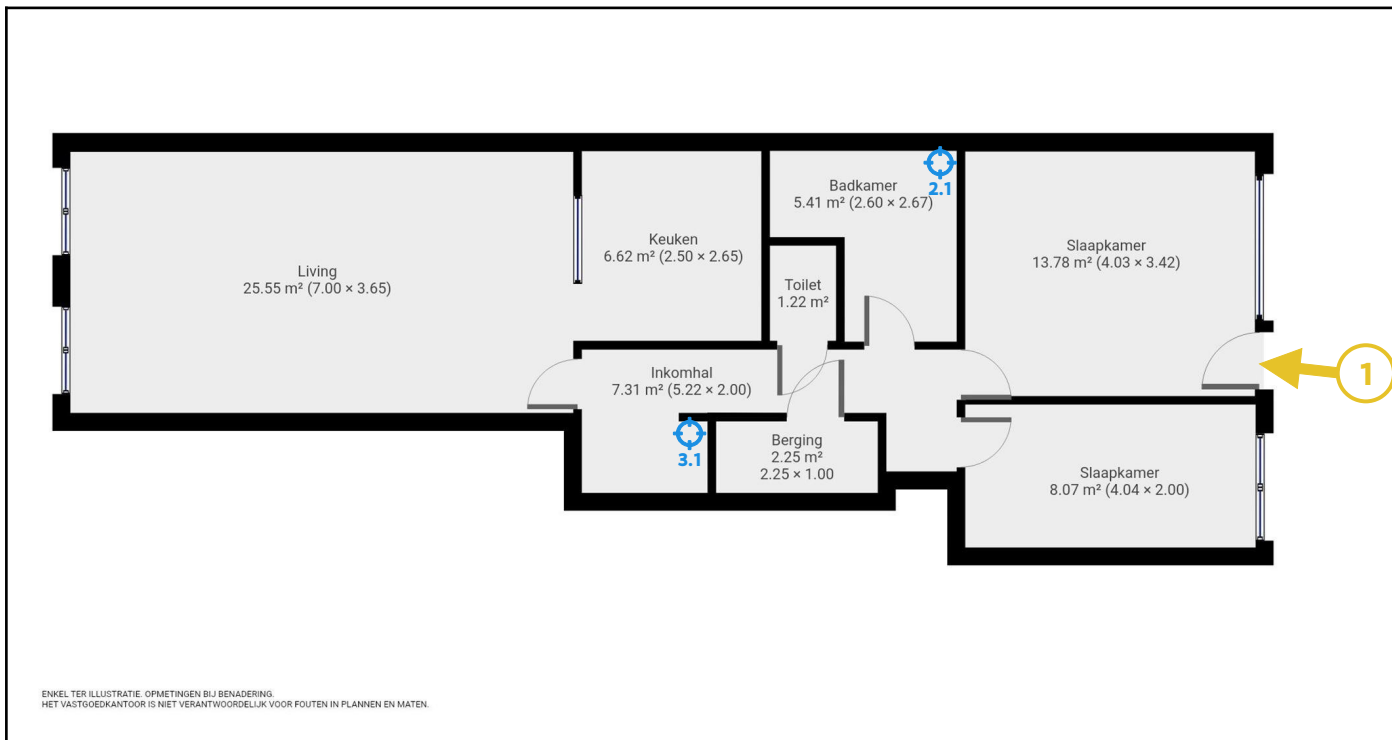 Badkamer
5.41 m² (2.60 × 2.67)
2.1
Keuken
6.62 m² (2.50 × 2.65)
Slaapkamer
13.78 m² (4.03 × 3.42)
Living
25.55 m² (7.00 × 3.65)
Toilet
1.22 m²
1
Inkomhal
7.31 m² (5.22 × 2.00)
3.1
Berging
2.25 m²
2.25 × 1.00
Slaapkamer
8.07 m² (4.04 × 2.00)
ENKEL TER ILLUSTRATIE. OPMETINGEN BIJ BENADERING.
HET VASTGOEDKANTOOR IS NIET VERANTWOORDELIJK VOOR FOUTEN IN PLANNEN EN MATEN.